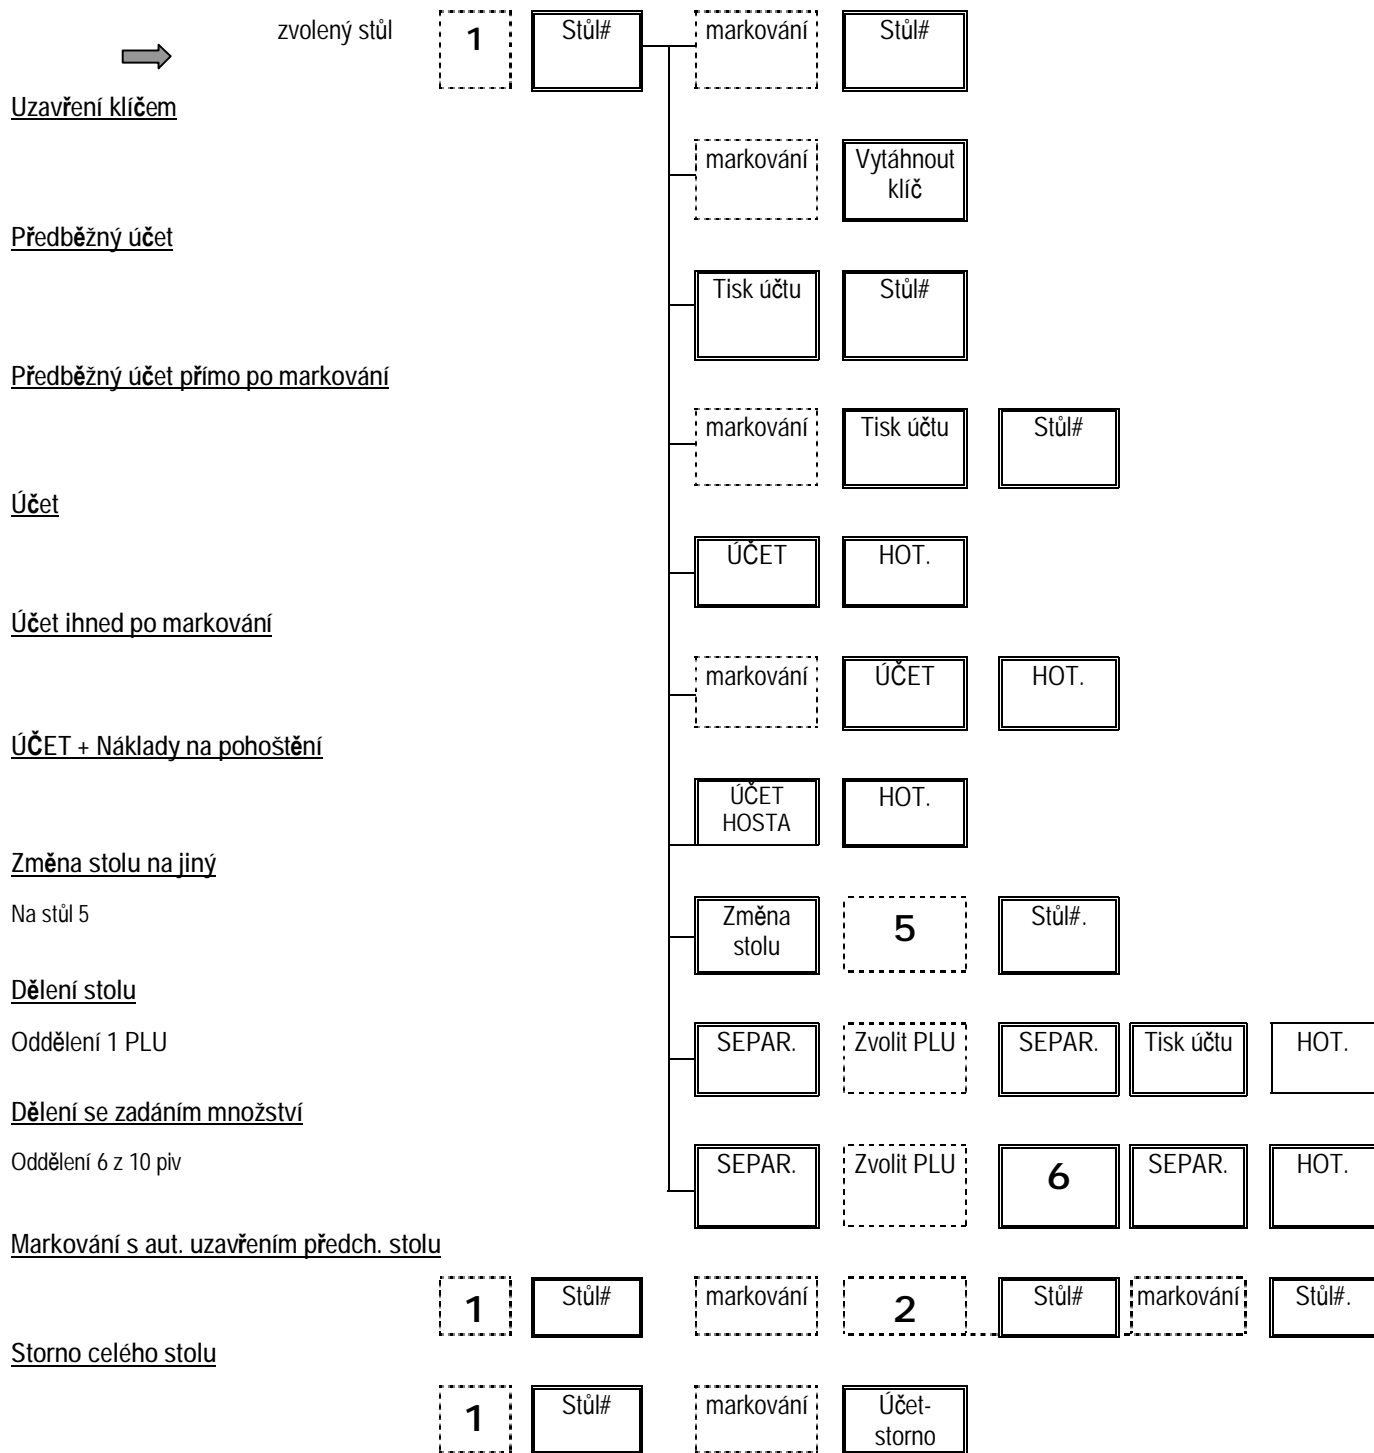 zvolený stůl 1 Stůl# markování Stůl#
Uzavření klíčem
markování Vytáhnout
klíč
Předběžný účet
Tisk účtu Stůl#
Předběžný účet přímo po markování
markování Tisk účtu Stůl#
Účet
ÚČET HOT.
Účet ihned po markování
markování ÚČET HOT.
ÚČET + Náklady na pohoštění
ÚČET HOT.
HOSTA
Změna stolu na jiný
Na stůl 5 Změna 5 Stůl#.
stolu
Dělení stolu
Oddělení 1 PLU SEPAR. Zvolit PLU SEPAR. Tisk účtu HOT.
Dělení se zadáním množství
Oddělení 6 z 10 piv SEPAR. Zvolit PLU 6 SEPAR. HOT.
Markování s aut. uzavřením předch. stolu
1 Stůl# markování 2 Stůl# markování Stůl#.
Storno celého stolu
1 Stůl# markování Účet-
storno